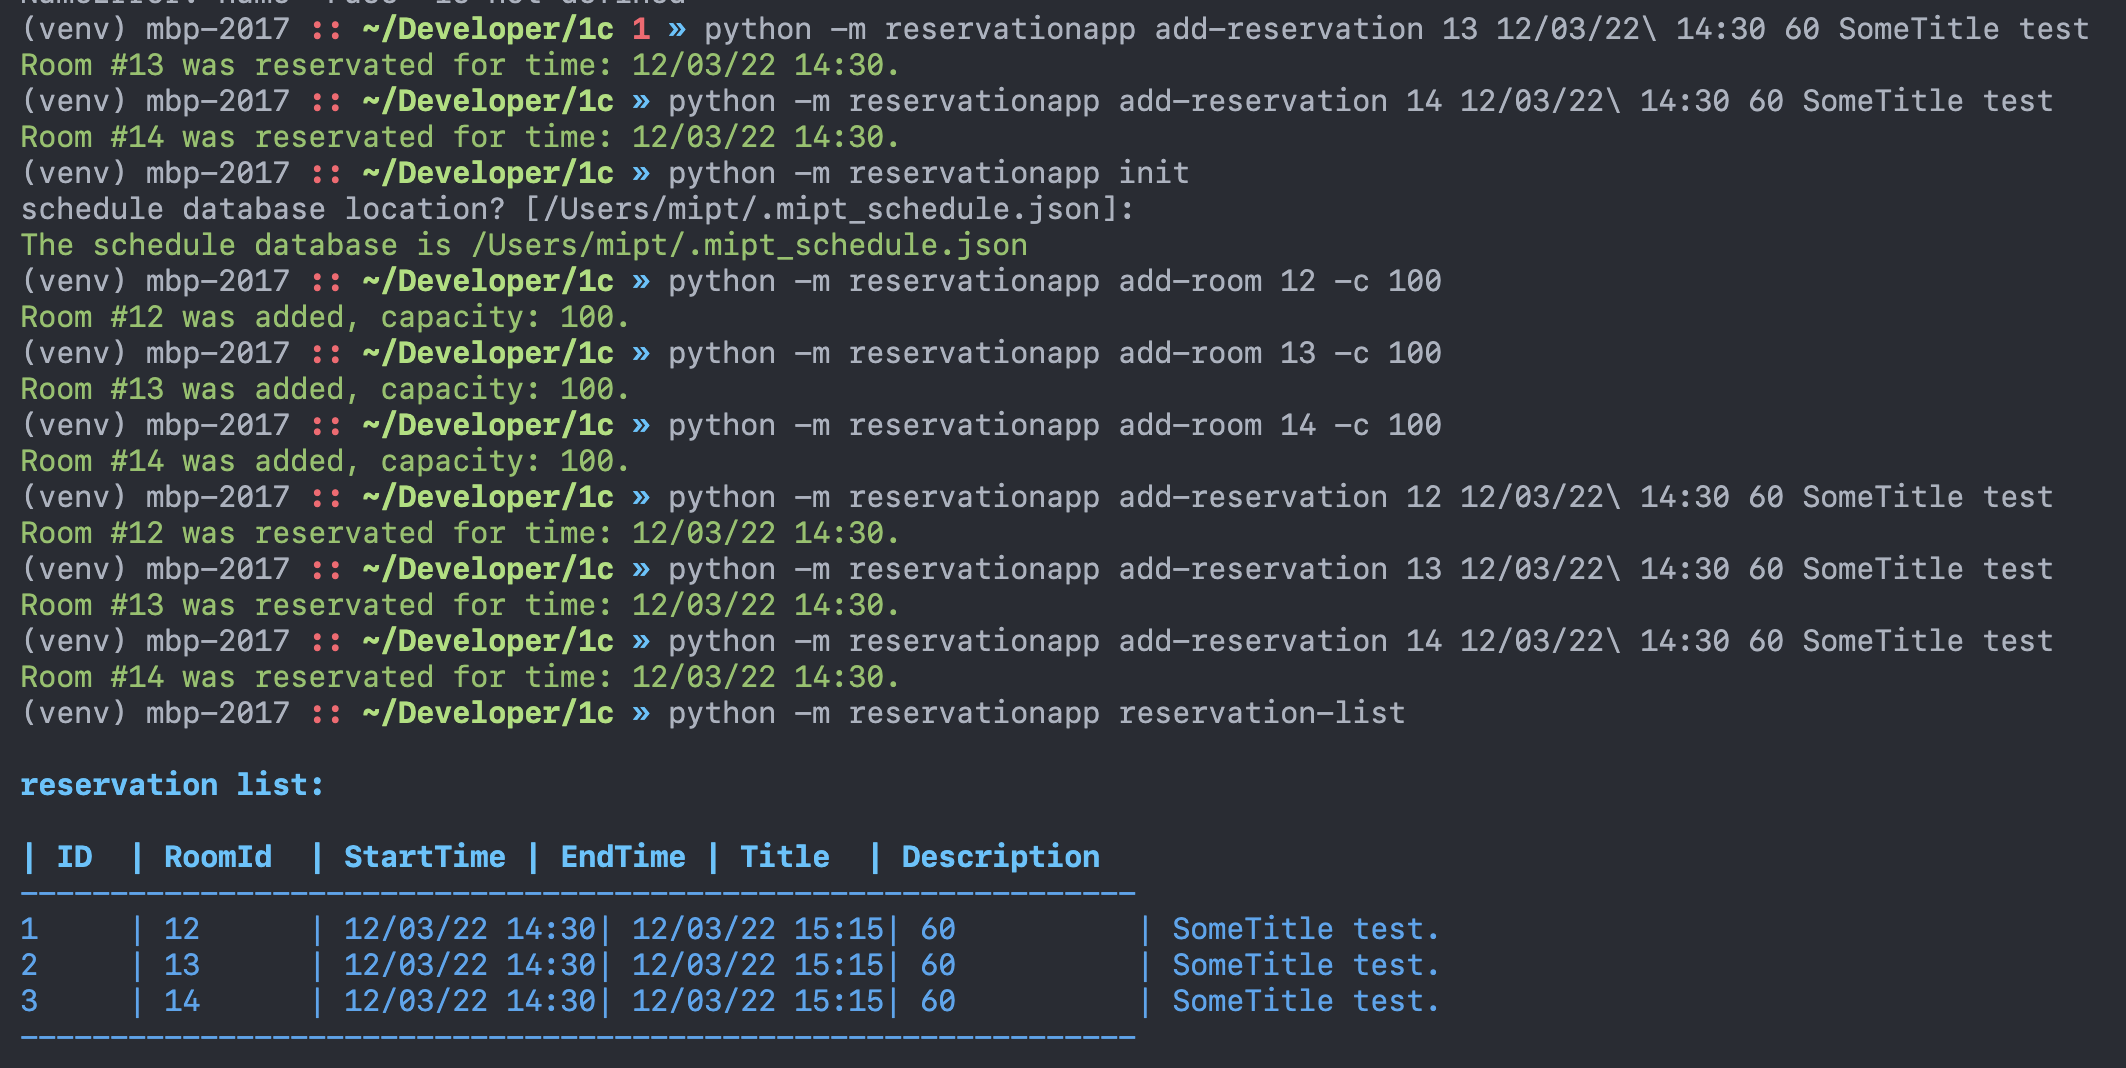 NameError: name 'Pass' is not defined
(venv) mbp-2017 :: ~/Developer/1c 1 » python -m reservationapp add-reservation 13 12/03/22\ 14:30 60 SomeTitle test
Room #13 was reservated for time: 12/03/22 14:30.
(venv) mbp-2017 :: ~/Developer/1c » python -m reservationapp add-reservation 14 12/03/22\ 14:30 60 SomeTitle test
Room #14 was reservated for time: 12/03/22 14:30.
(venv) mbp-2017 :: ~/Developer/1c » python -m reservationapp init
schedule database location? [/Users/mipt/.mipt_schedule.json]:
The schedule database is /Users/mipt/.mipt_schedule.json
(venv) mbp-2017 :: ~/Developer/1c » python -m reservationapp add-room 12 -c 100
Room #12 was added, capacity: 100.
(venv) mbp-2017 :: ~/Developer/1c » python -m reservationapp add-room 13 -c 100
Room #13 was added, capacity: 100.
(venv) mbp-2017 :: ~/Developer/1c » python -m reservationapp add-room 14 -c 100
Room #14 was added, capacity: 100.
(venv) mbp-2017 :: ~/Developer/1c » python -m reservationapp add-reservation 12 12/03/22\ 14:30 60 SomeTitle test
Room #12 was reservated for time: 12/03/22 14:30.
(venv) mbp-2017 :: ~/Developer/1c » python -m reservationapp add-reservation 13 12/03/22\ 14:30 60 SomeTitle test
Room #13 was reservated for time: 12/03/22 14:30.
(venv) mbp-2017 :: ~/Developer/1c » python -m reservationapp add-reservation 14 12/03/22\ 14:30 60 SomeTitle test
Room #14 was reservated for time: 12/03/22 14:30.
(venv) mbp-2017 :: ~/Developer/1c » python -m reservationapp reservation-list
reservation list:
| ID | RoomId | StartTime | EndTime | Title | Description
--------------------------------------------------------------
1 | 12 | 12/03/22 14:30| 12/03/22 15:15| 60 | SomeTitle test.
2 | 13 | 12/03/22 14:30| 12/03/22 15:15| 60 | SomeTitle test.
3 | 14 | 12/03/22 14:30| 12/03/22 15:15| 60 | SomeTitle test.
--------------------------------------------------------------